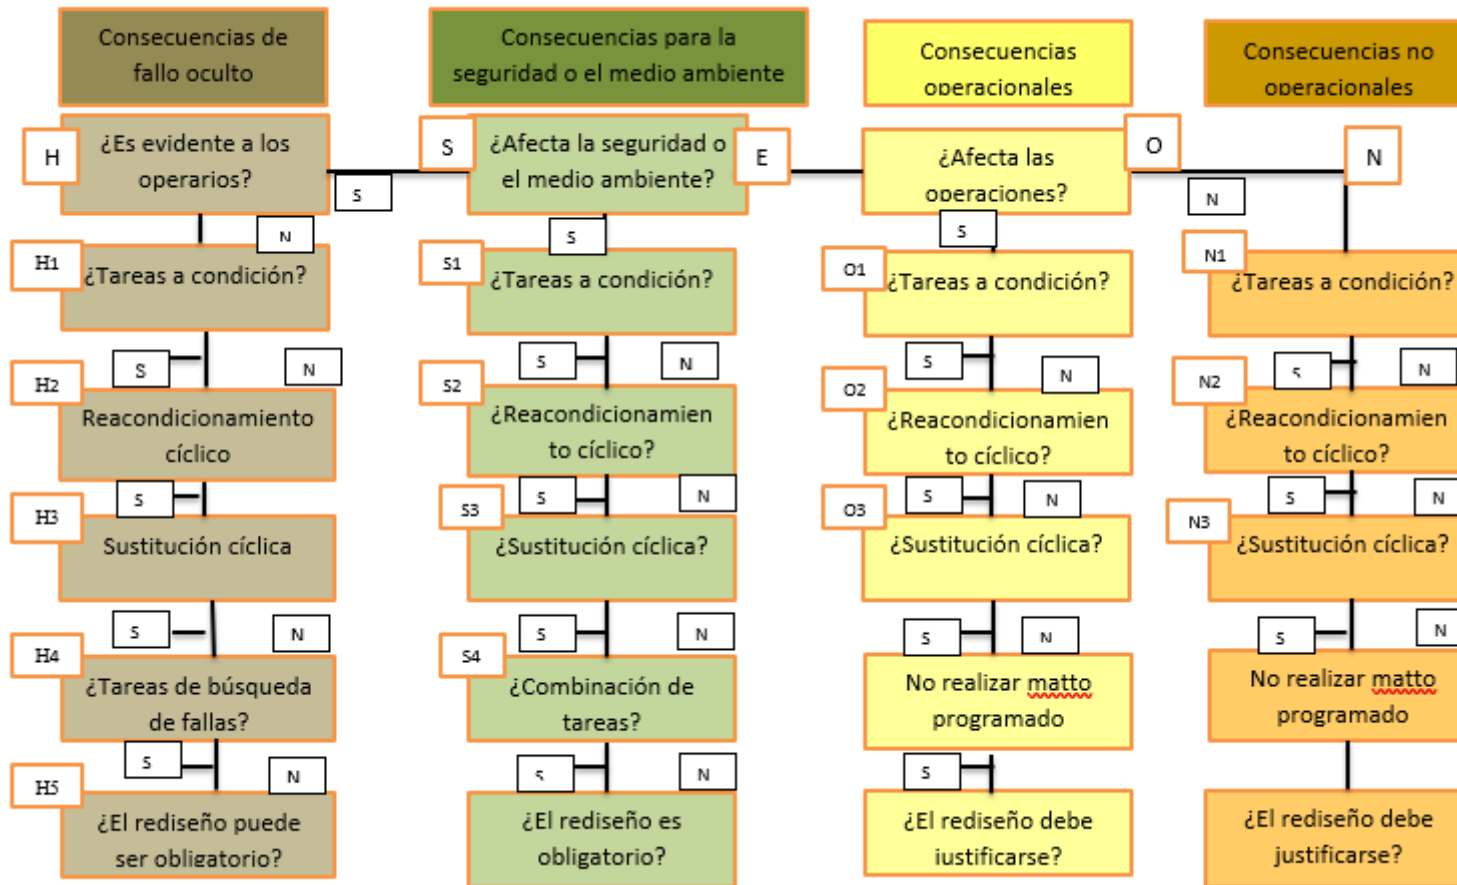 Consecuencias de
fallo oculto
Consecuencias para la
seguridad o el medio ambiente
Consecuencias
operacionales
Consecuencias no
operacionales
H
¿Es evidente a los
operarios?
S
S
¿Afecta la seguridad o
el medio ambiente?
E
¿Afecta las
operaciones?
O
N
N
N
S
S
H1
¿Tareas a condición?
S1
¿Tareas a condición?
O1
¿Tareas a condición?
N1
¿Tareas a condición?
S
N
S
N
S
N
S
N
H2
Reacondicionamiento
cíclico
S2
¿Reacondicionamien
to cíclico?
O2
¿Reacondicionamien
to cíclico?
N2
¿Reacondicionamien
to cíclico?
S
S
N
S
N
S
N
H3
Sustitución cíclica
S3
¿Sustitución cíclica?
O3
¿Sustitución cíclica?
N3
¿Sustitución cíclica?
S
N
S
N
S
N
S
N
H4
¿Tareas de búsqueda
de fallas?
S4
¿Combinación de
tareas?
No realizar matto
programado
No realizar matto
programado
S
N
S
N
S
H5
¿El rediseño puede
ser obligatorio?
¿El rediseño es
obligatorio?
¿El rediseño debe
justificarse?
¿El rediseño debe
justificarse?